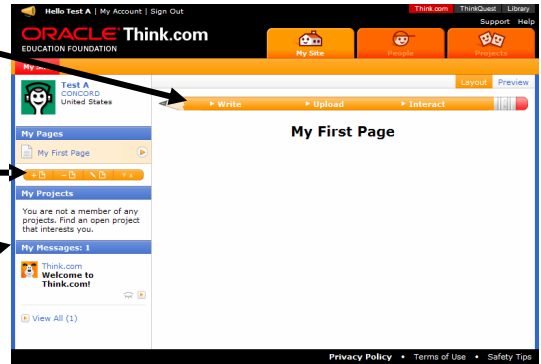 Hello Test A | My Account | Sign Out
Think.com ThinkQuest Library
Support Help
ORACLE Think.com
EDUCATION FOUNDATION
My Site People Projects
Layout Preview
Test A
CONCORD
United States
Write Upload Interact
My First Page
My Pages
My First Page
My Projects
You are not a member of any
projects. Find an open project
that interests you.
My Messages: 1
Think.com
Welcome to
Think.com!
View All (1)
Privacy Policy • Terms of Use • Safety Tips